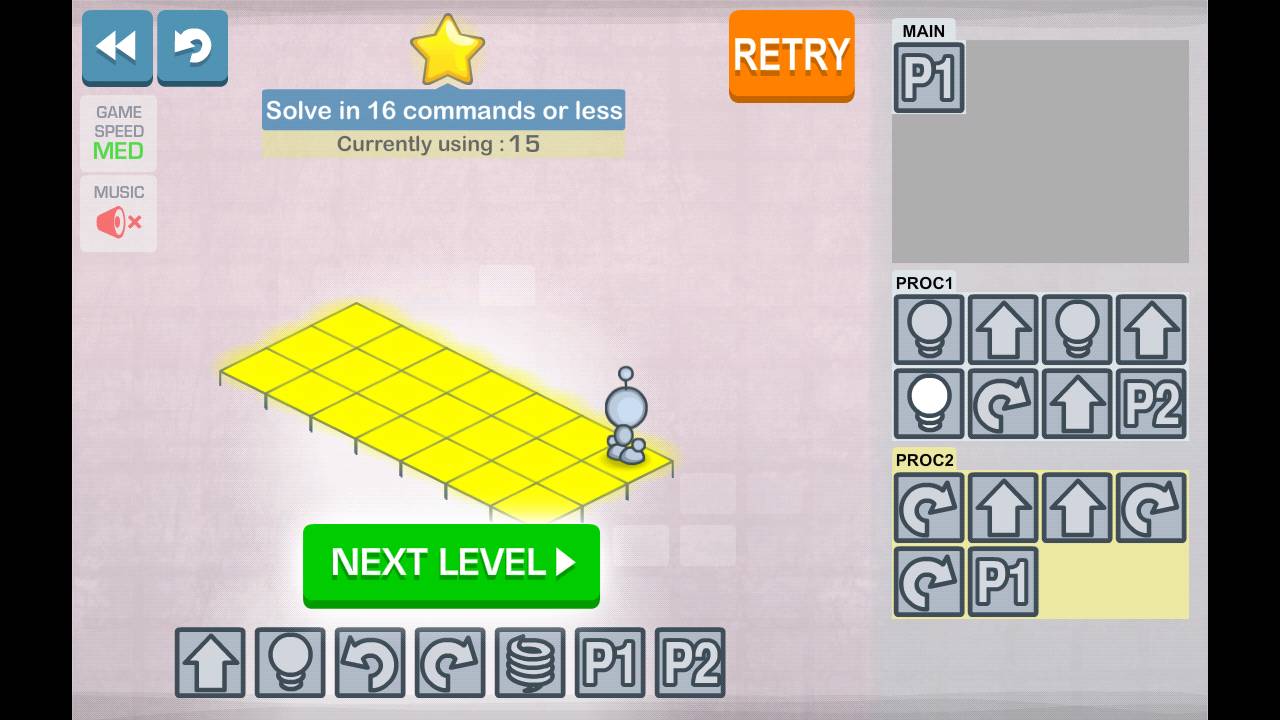 RETRY
MAIN
P1
Solve in 16 commands or less
Currently using : 15
GAME
SPEED
MED
MUSIC
PROC1
P2
PROC2
P1
NEXT LEVEL
P1 P2